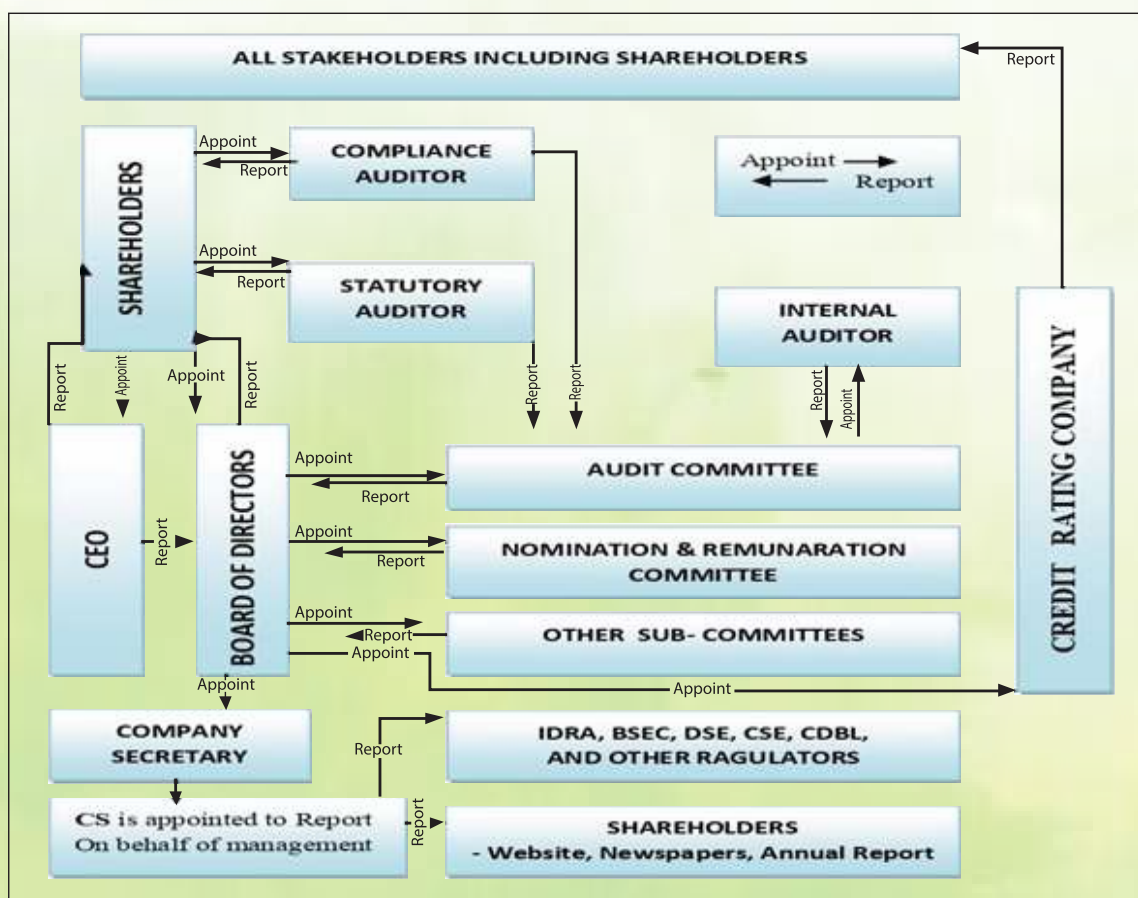 ALL STAKEHOLDERS INCLUDING SHAREHOLDERS
Report
SHAREHOLDERS
Appoint
Report
COMPLIANCE
AUDITOR
Appoint
Report
Appoint
Report
STATUTORY
AUDITOR
INTERNAL
AUDITOR
CREDIT RATING COMPANY
Report
Appoint
Appoint
Report
Report
Report
Report
Appoint
CEO
Report
BOARD OF DIRECTORS
Appoint
Report
AUDIT COMMITTEE
Appoint
Report
NOMINATION & REMUNARATION
COMMITTEE
Appoint
Report
OTHER SUB- COMMITTEES
Appoint
Appoint
Appoint
COMPANY
SECRETARY
Report
IDRA, BSEC, DSE, CSE, CDBL,
AND OTHER RAGULATORS
CS is appointed to Report
On behalf of management
Report
SHAREHOLDERS
- Website, Newspapers, Annual Report